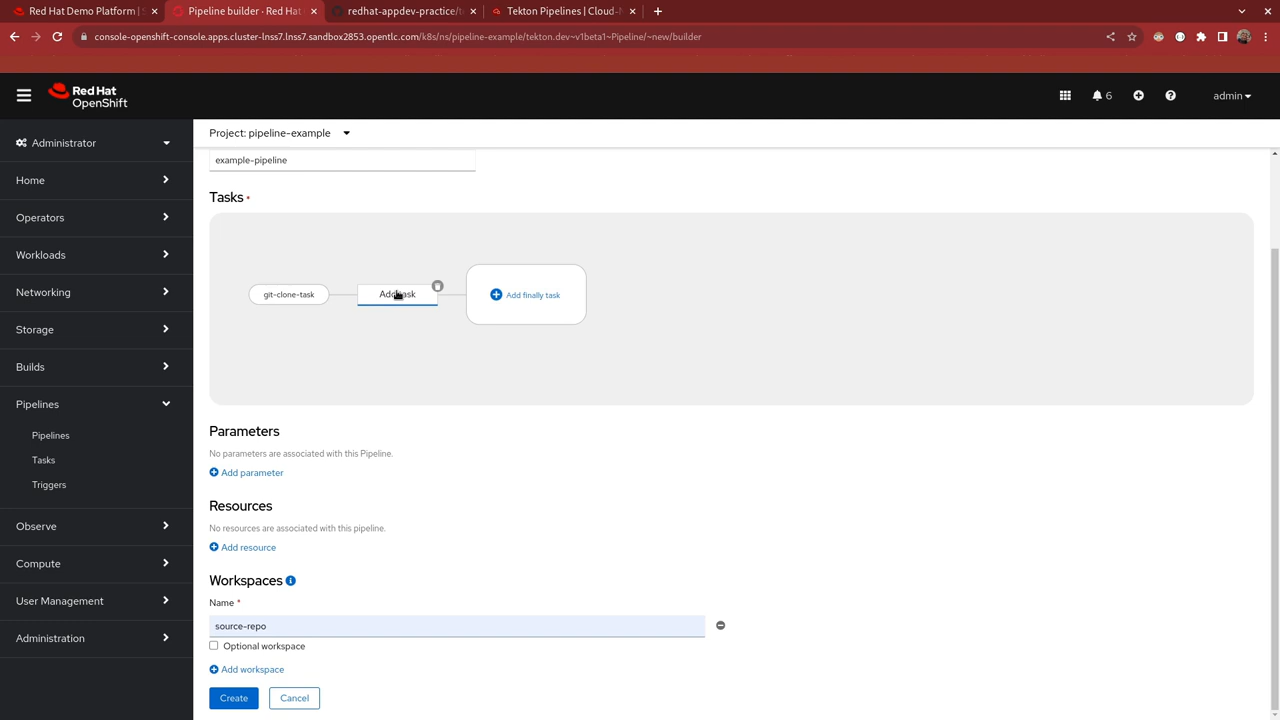 Red Hat Demo Platform | S
Pipeline builder · Red Hat
redhat-appdev-practice/t
Tekton Pipelines | Cloud-N
console-openshift-console.apps.cluster-lnss7.lnss7.sandbox2853.opentlc.com/k8s/ns/pipeline-example/tekton.dev~v1beta1~Pipeline/~new/builder
Red Hat
OpenShift
6
admin
Administrator
Project: pipeline-example
example-pipeline
Home
Tasks *
Operators
Workloads
Networking
git-clone-task
Add task
Add finally task
Storage
Builds
Pipelines
Pipelines
Tasks
Triggers
Observe
Compute
User Management
Administration
Parameters
No parameters are associated with this Pipeline.
Add parameter
Resources
No resources are associated with this pipeline.
Add resource
Workspaces
Name *
source-repo
Optional workspace
Add workspace
Create
Cancel